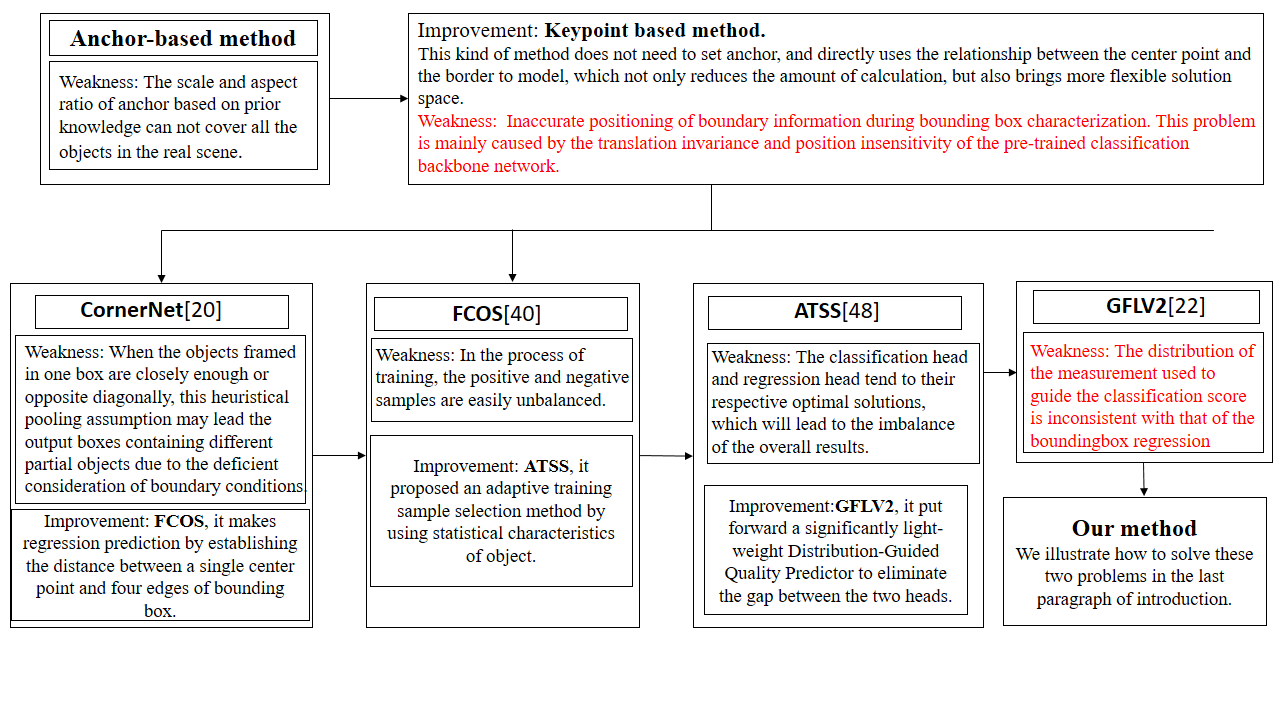 Anchor-based method
Weakness: The scale and aspect
ratio of anchor based on prior
knowledge can not cover all the
objects in the real scene.
Improvement: Keypoint based method.
This kind of method does not need to set anchor, and directly uses the relationship between the center point and
the border to model, which not only reduces the amount of calculation, but also brings more flexible solution
space.
Weakness: Inaccurate positioning of boundary information during bounding box characterization. This problem
is mainly caused by the translation invariance and position insensitivity of the pre-trained classification
backbone network.
CornerNet[20]
Weakness: When the objects framed
in one box are closely enough or
opposite diagonally, this heuristical
pooling assumption may lead the
output boxes containing different
partial objects due to the deficient
consideration of boundary conditions.
Improvement: FCOS, it makes
regression prediction by establishing
the distance between a single center
point and four edges of bounding
box.
FCOS[40]
Weakness: In the process of
training, the positive and negative
samples are easily unbalanced.
Improvement: ATSS, it
proposed an adaptive training
sample selection method by
using statistical characteristics
of object.
ATSS[48]
Weakness: The classification head
and regression head tend to their
respective optimal solutions,
which will lead to the imbalance
of the overall results.
Improvement:GFLV2, it put
forward a significantly light-
weight Distribution-Guided
Quality Predictor to eliminate
the gap between the two heads.
GFLV2[22]
Weakness: The distribution of
the measurement used to
guide the classification score
is inconsistent with that of the
boundingbox regression
Our method
We illustrate how to solve these
two problems in the last
paragraph of introduction.